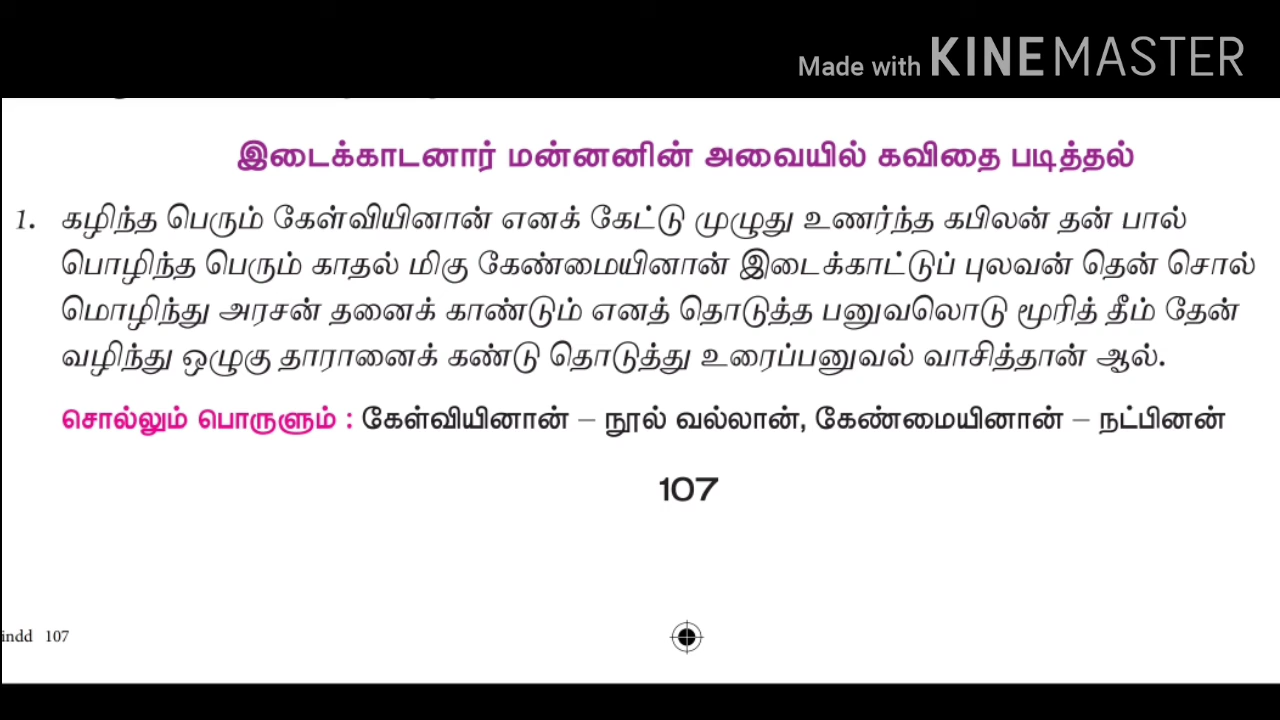 Made with KINEMASTER
இடைக்காடனார் மன்னனின் அவையில் கவிதை படித்தல்
1. கழிந்த பெரும் கேள்வியினான் எனக் கேட்டு முழுது உணர்ந்த கபிலன் தன் பால்
பொழிந்த பெரும் காதல் மிகு கேண்மையினான் இடைக்காட்டுப் புலவன் தென் சொல்
மொழிந்து அரசன் தனைக் காண்டும் எனத் தொடுத்த பனுவலொடு மூரித் தீம் தேன்
வழிந்து ஒழுகு தாரானைக் கண்டு தொடுத்து உரைப்பனுவல் வாசித்தான் ஆல்.
சொல்லும் பொருளும் : கேள்வியினான் – நூல் வல்லான், கேண்மையினான் – நட்பினன்
107
indd 107